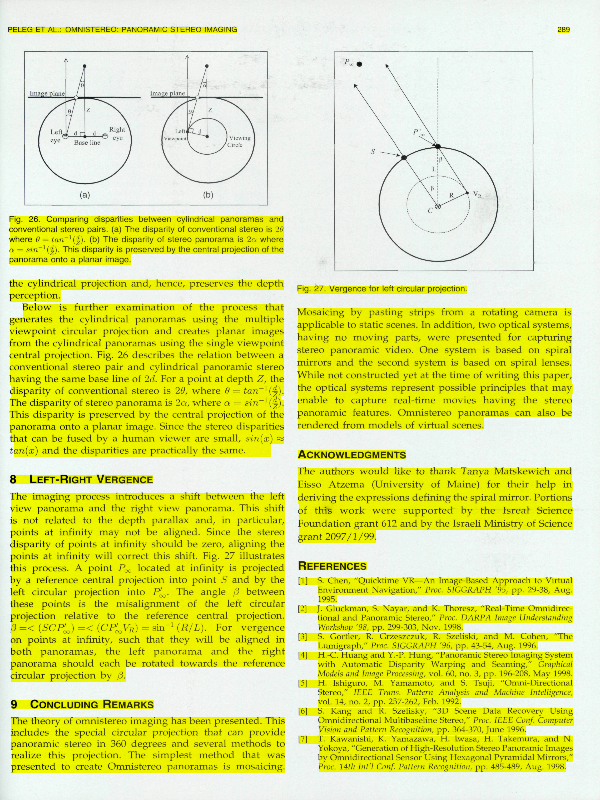 PELEG ET AL.: OMNISTEREO: PANORAMIC STEREO IMAGING 289
Image plane
θ
Z
Left eye
d
d
Right eye
Base line
(a)
Image plane
α
Z
Left Viewpoint
d
Viewing Circle
(b)
Fig. 26. Comparing disparities between cylindrical panoramas and
conventional stereo pairs. (a) The disparity of conventional stereo is 2θ
where θ = tan⁻¹(d/Z). (b) The disparity of stereo panorama is 2α where
α = sin⁻¹(d/Z). This disparity is preserved by the central projection of the
panorama onto a planar image.
the cylindrical projection and, hence, preserves the depth
perception.
Below is further examination of the process that
generates the cylindrical panoramas using the multiple
viewpoint circular projection and creates planar images
from the cylindrical panoramas using the single viewpoint
central projection. Fig. 26 describes the relation between a
conventional stereo pair and cylindrical panoramic stereo
having the same base line of 2d. For a point at depth Z, the
disparity of conventional stereo is 2θ, where θ = tan⁻¹(d/Z).
The disparity of stereo panorama is 2α, where α = sin⁻¹(d/Z).
This disparity is preserved by the central projection of the
panorama onto a planar image. Since the stereo disparities
that can be fused by a human viewer are small, sin(x) ≈
tan(x) and the disparities are practically the same.
8 LEFT-RIGHT VERGENCE
The imaging process introduces a shift between the left
view panorama and the right view panorama. This shift
is not related to the depth parallax and, in particular,
points at infinity may not be aligned. Since the stereo
disparity of points at infinity should be zero, aligning the
points at infinity will correct this shift. Fig. 27 illustrates
this process. A point P∞ located at infinity is projected
by a reference central projection into point S and by the
left circular projection into P′∞. The angle β between
these points is the misalignment of the left circular
projection relative to the reference central projection.
β =< (SCP′∞) =< (CP′∞V_R) = sin⁻¹(R/L). For vergence
on points at infinity, such that they will be aligned in
both panoramas, the left panorama and the right
panorama should each be rotated towards the reference
circular projection by β.
9 CONCLUDING REMARKS
The theory of omnistereo imaging has been presented. This
includes the special circular projection that can provide
panoramic stereo in 360 degrees and several methods to
realize this projection. The simplest method that was
presented to create Omnistereo panoramas is mosaicing.
P∞
S
P′∞
β
L
β
R
C
Fig. 27. Vergence for left circular projection.
Mosaicing by pasting strips from a rotating camera is
applicable to static scenes. In addition, two optical systems,
having no moving parts, were presented for capturing
stereo panoramic video. One system is based on spiral
mirrors and the second system is based on spiral lenses.
While not constructed yet at the time of writing this paper,
the optical systems represent possible principles that may
enable to capture real-time movies having the stereo
panoramic features. Omnistereo panoramas can also be
rendered from models of virtual scenes.
ACKNOWLEDGMENTS
The authors would like to thank Tanya Matskewich and
Eisso Atzema (University of Maine) for their help in
deriving the expressions defining the spiral mirror. Portions
of this work were supported by the Isreal Science
Foundation grant 612 and by the Israeli Ministry of Science
grant 2097/1/99.
REFERENCES
[1] S. Chen, "Quicktime VR—An Image-Based Approach to Virtual
Environment Navigation," Proc. SIGGRAPH '95, pp. 29-38, Aug.
1995.
[2] J. Gluckman, S. Nayar, and K. Thoresz, "Real-Time Omnidirec-
tional and Panoramic Stereo," Proc. DARPA Image Understanding
Workshop '98, pp. 299-303, Nov. 1998.
[3] S. Gortler, R. Grzeszczuk, R. Szeliski, and M. Cohen, "The
Lumigraph," Proc. SIGGRAPH '96, pp. 43-54, Aug. 1996.
[4] H.-C. Huang and Y.-P. Hung, "Panoramic Stereo Imaging System
with Automatic Disparity Warping and Seaming," Graphical
Models and Image Processing, vol. 60, no. 3, pp. 196-208, May 1998.
[5] H. Ishiguro, M. Yamamoto, and S. Tsuji, "Omni-Directional
Stereo," IEEE Trans. Pattern Analysis and Machine Intelligence,
vol. 14, no. 2, pp. 257-262, Feb. 1992.
[6] S. Kang and R. Szelisky, "3D Scene Data Recovery Using
Omnidirectional Multibaseline Stereo," Proc. IEEE Conf. Computer
Vision and Pattern Recognition, pp. 364-370, June 1996.
[7] T. Kawanishi, K. Yamazawa, H. Iwasa, H. Takemura, and N.
Yokoya, "Generation of High-Resolution Stereo Panoramic Images
by Omnidirectional Sensor Using Hexagonal Pyramidal Mirrors,"
Proc. 14th Int'l Conf. Pattern Recognition, pp. 485-489, Aug. 1998.